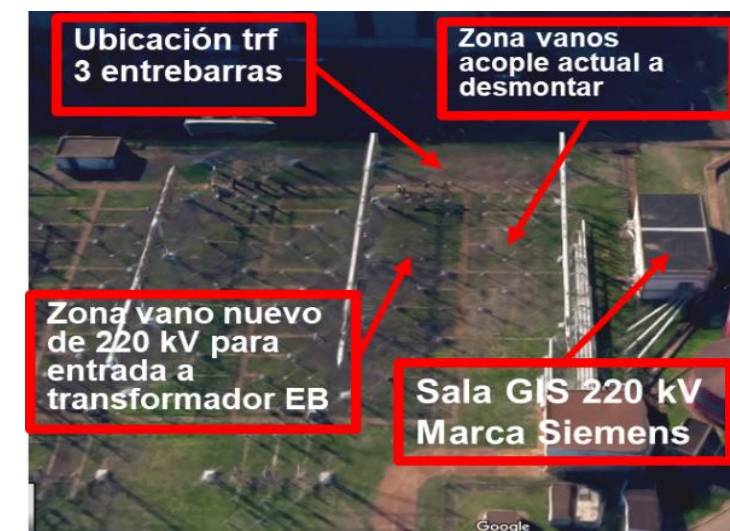 Ubicación trf
3 entrebarras
Zona vanos
acople actual a
desmontar
Zona vano nuevo
de 220 kV para
entrada a
transformador EB
Sala GIS 220 kV
Marca Siemens
Google